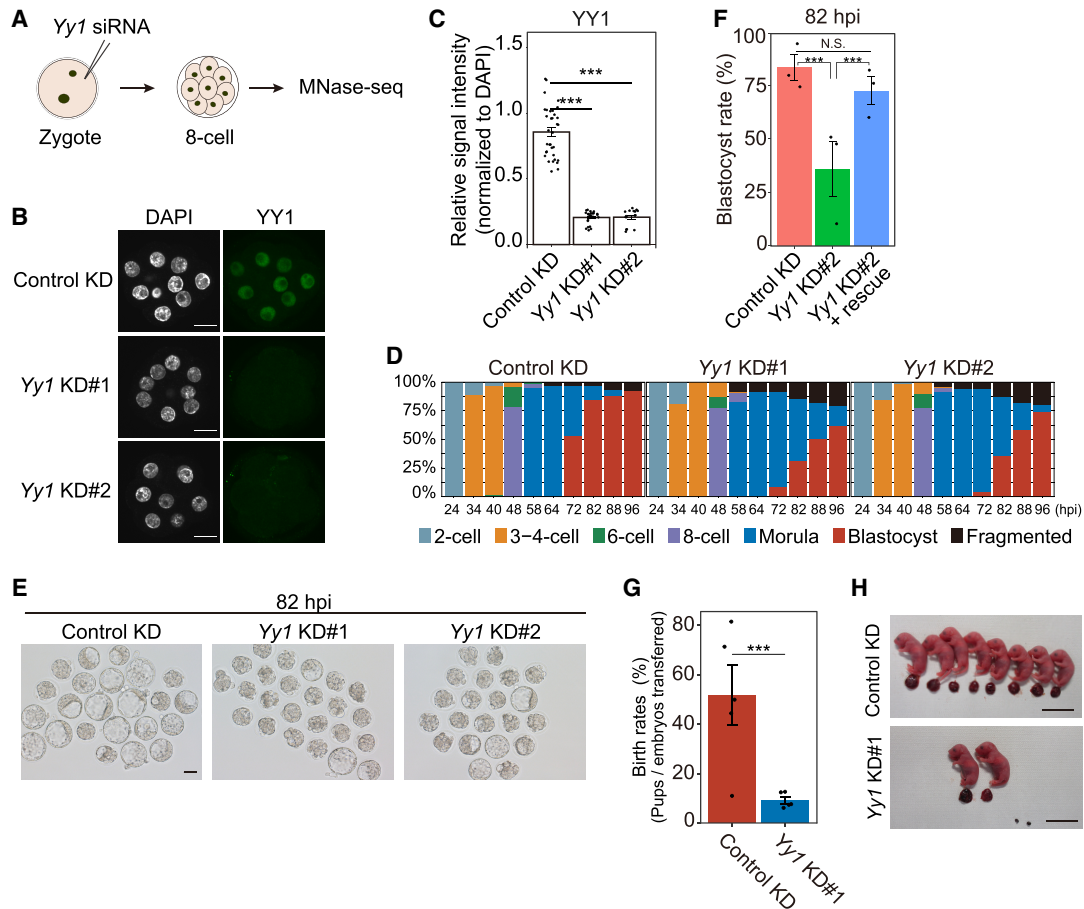 A
Yy1 siRNA
Zygote
8-cell
MNase-seq
B
DAPI
YY1
Control KD
Yy1 KD#1
Yy1 KD#2
C
YY1
Relative signal intensity
(normalized to DAPI)
1.5
1.0
0.5
0.0
***
***
Control KD
Yy1 KD#1
Yy1 KD#2
F
82 hpi
Blastocyst rate (%)
100
75
50
25
0
N.S.
***
***
Control KD
Yy1 KD#2
Yy1 KD#2
+ rescue
D
Control KD
Yy1 KD#1
Yy1 KD#2
100%
75%
50%
25%
0%
24 34 40 48 58 64 72 82 88 96
24 34 40 48 58 64 72 82 88 96
24 34 40 48 58 64 72 82 88 96 (hpi)
2-cell
3−4-cell
6-cell
8-cell
Morula
Blastocyst
Fragmented
E
82 hpi
Control KD
Yy1 KD#1
Yy1 KD#2
G
Birth rates (%)
(Pups / embryos transferred)
80
60
40
20
0
***
Control KD
Yy1 KD#1
H
Control KD
Yy1 KD#1